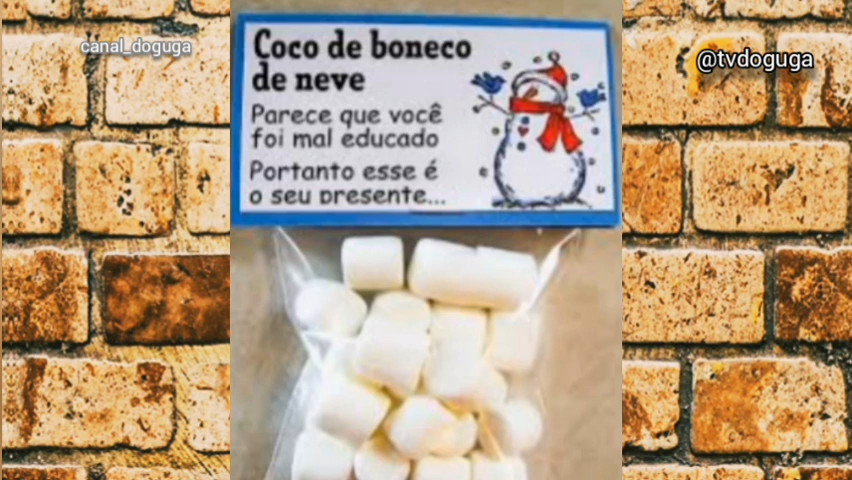 canal_doguga
@tvdoguga
Coco de boneco
de neve
Parece que você
foi mal educado
Portanto esse é
o seu presente...